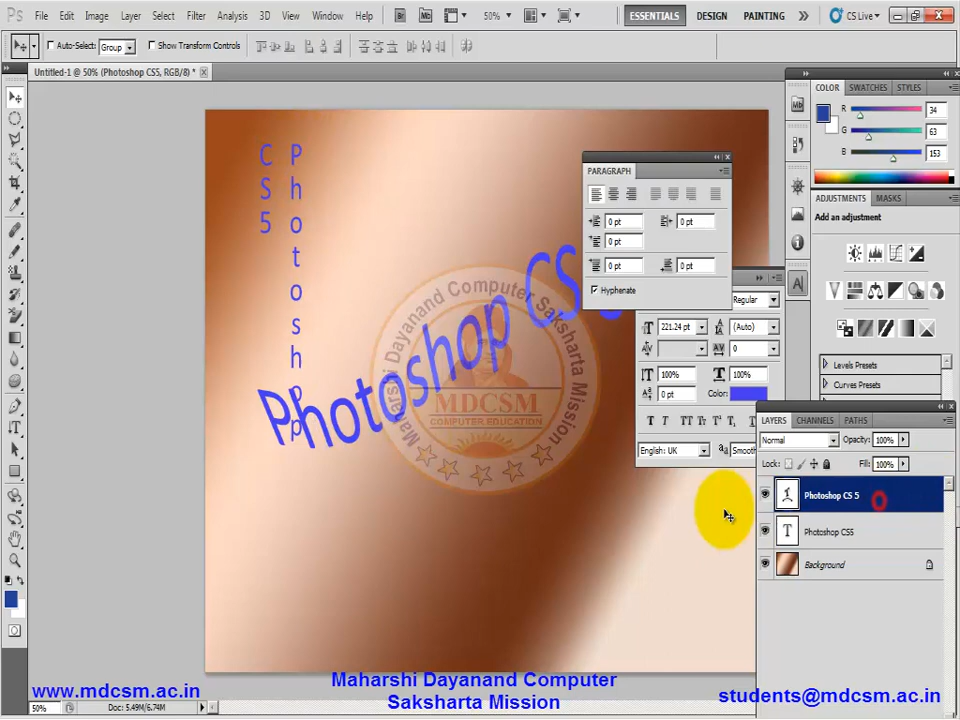 Ps File Edit Image Layer Select Filter Analysis 3D View Window Help Br Mb 50% ESSENTIALS DESIGN PAINTING CS Live
Auto-Select: Group Show Transform Controls
Untitled-1 @ 50% (Photoshop CS5, RGB/8) *
COLOR SWATCHES STYLES
R 34
G 63
B 153
ADJUSTMENTS MASKS
Add an adjustment
Levels Presets
Curves Presets
PARAGRAPH
0 pt 0 pt
0 pt
0 pt 0 pt
Hyphenate
Regular
221.24 pt (Auto)
0
100% 100%
0 pt Color:
English: UK Smooth
LAYERS CHANNELS PATHS
Normal Opacity: 100%
Lock: Fill: 100%
Photoshop CS 5
Photoshop CS5
Background
Photoshop
CS5
Photoshop CS
Maharshi Dayanand Computer Saksharta Mission
MDCSM
COMPUTER EDUCATION
50% Doc: 5.49M/6.74M
www.mdcsm.ac.in
Maharshi Dayanand Computer
Saksharta Mission
students@mdcsm.ac.in